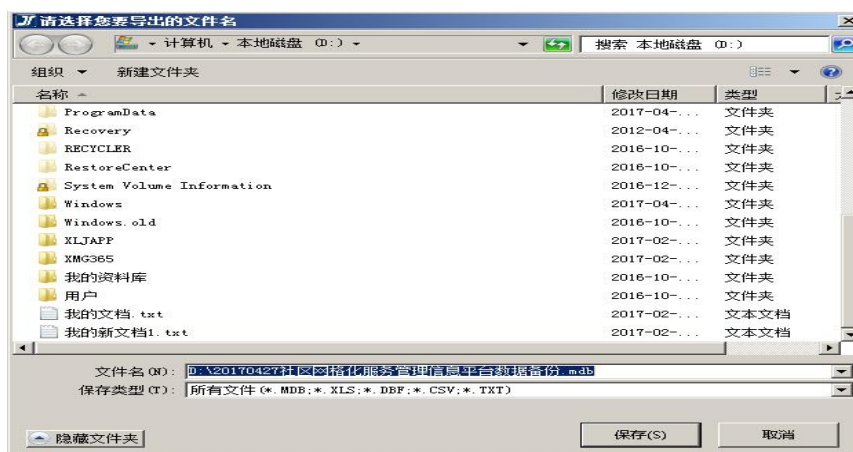 请选择您要导出的文件名
计算机 本地磁盘 (D:) 搜索 本地磁盘 (D:)
组织 新建文件夹
名称 修改日期 类型
ProgramData 2017-04-... 文件夹
Recovery 2012-04-... 文件夹
RECYCLER 2016-10-... 文件夹
RestoreCenter 2016-10-... 文件夹
System Volume Information 2016-12-... 文件夹
Windows 2017-04-... 文件夹
Windows.old 2016-10-... 文件夹
XLJAPP 2017-02-... 文件夹
XMG365 2017-02-... 文件夹
我的资料库 2016-10-... 文件夹
用户 2016-10-... 文件夹
我的文档.txt 2017-02-... 文本文档
我的新文档1.txt 2017-02-... 文本文档
文件名(N): D:\20170427社区网格化服务管理信息平台数据备份.mdb
保存类型(T): 所有文件(*.MDB;*.XLS;*.DBF;*.CSV;*.TXT)
隐藏文件夹 保存(S) 取消